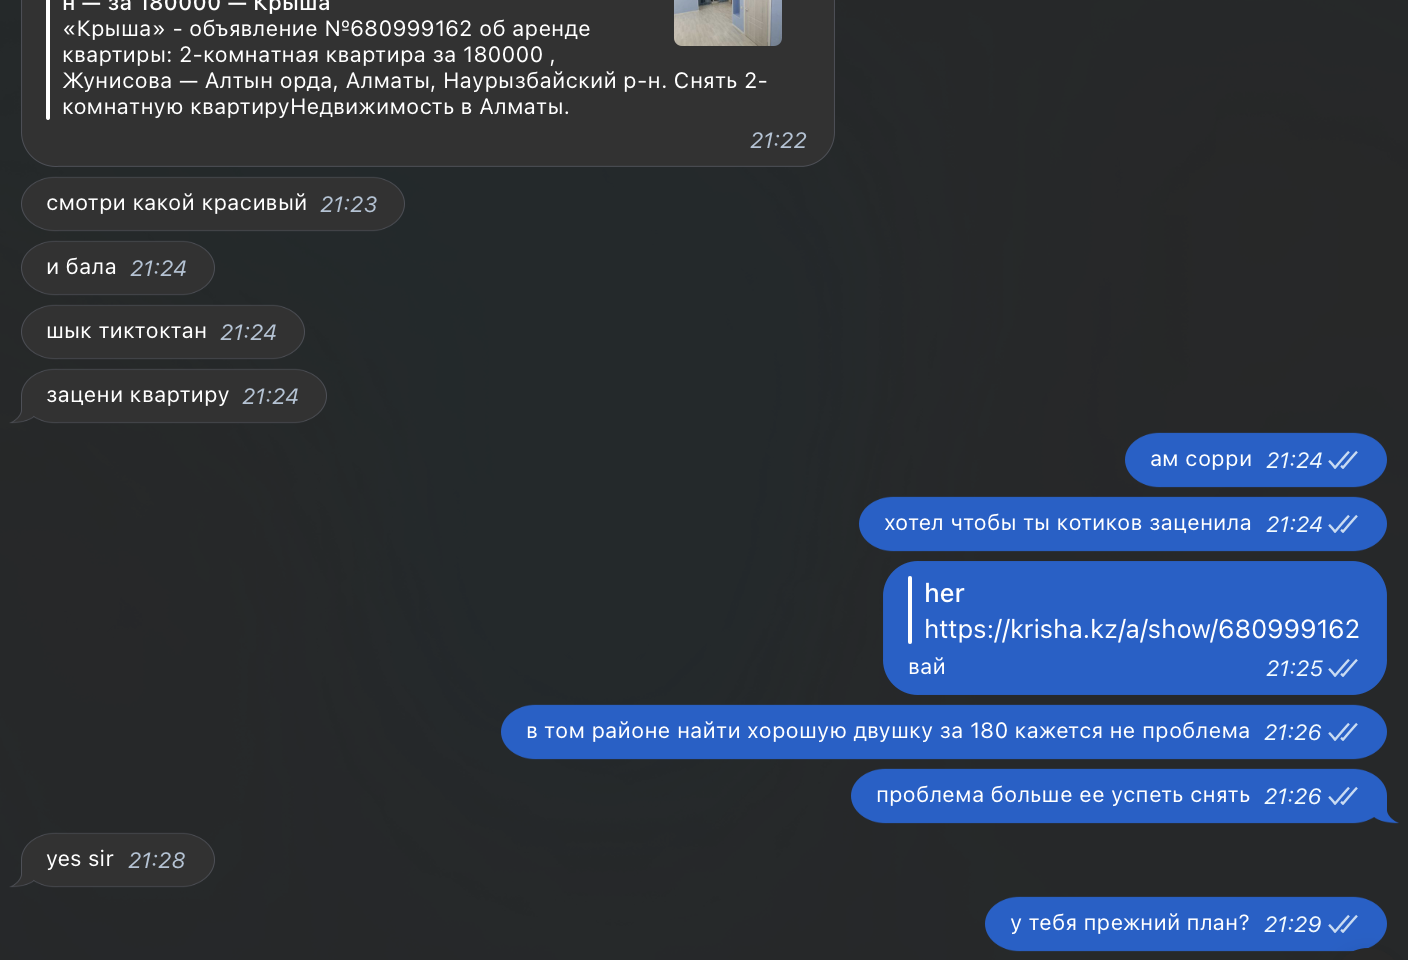 н — за 180000 — Крыша
«Крыша» - объявление №680999162 об аренде
квартиры: 2-комнатная квартира за 180000 ,
Жунисова — Алтын орда, Алматы, Наурызбайский р-н. Снять 2-
комнатную квартируНедвижимость в Алматы.
21:22
смотри какой красивый 21:23
и бала 21:24
шык тиктоктан 21:24
зацени квартиру 21:24
ам сорри 21:24
хотел чтобы ты котиков заценила 21:24
her
https://krisha.kz/a/show/680999162
вай 21:25
в том районе найти хорошую двушку за 180 кажется не проблема 21:26
проблема больше ее успеть снять 21:26
yes sir 21:28
у тебя прежний план? 21:29